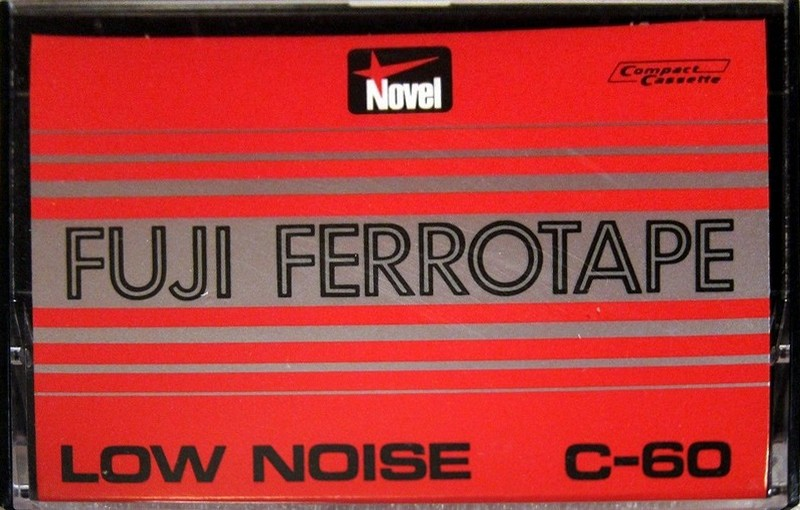 Novel
Compact
Cassette
FUJI FERROTAPE
LOW NOISE C-60